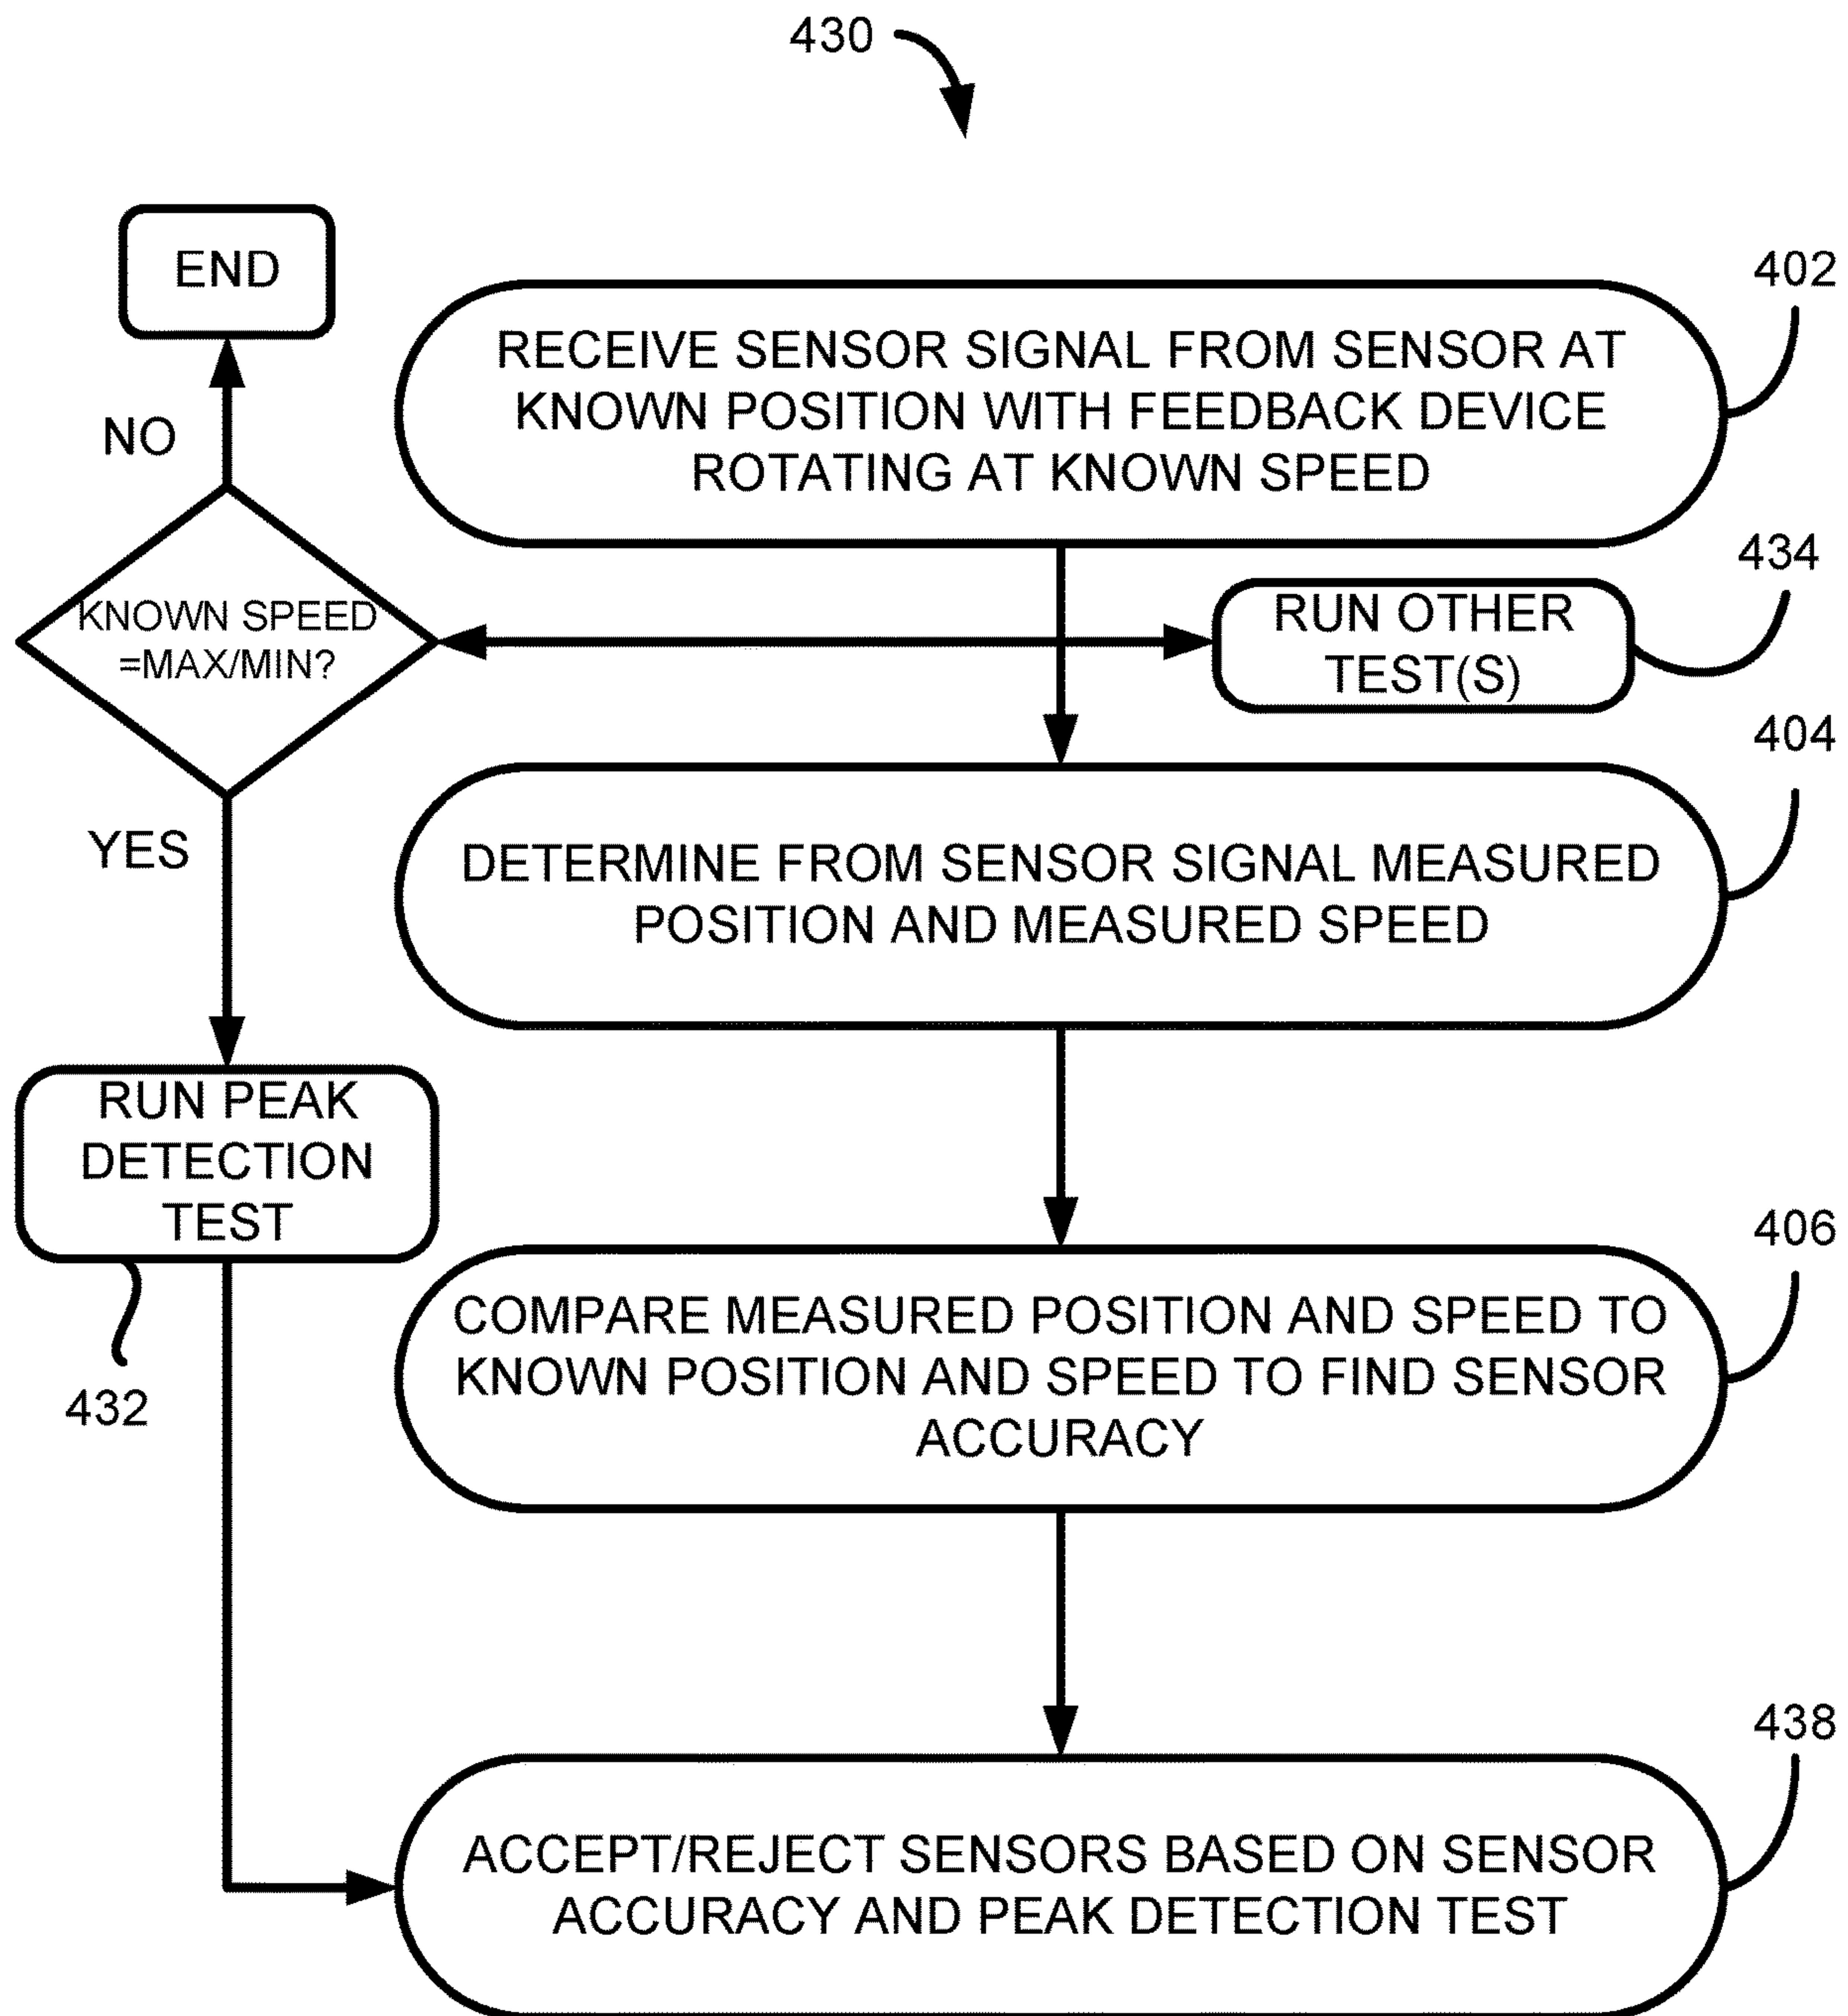 430
END
402
RECEIVE SENSOR SIGNAL FROM SENSOR AT
KNOWN POSITION WITH FEEDBACK DEVICE
ROTATING AT KNOWN SPEED
NO
434
RUN OTHER
TEST(S)
KNOWN SPEED
=MAX/MIN?
404
YES
DETERMINE FROM SENSOR SIGNAL MEASURED
POSITION AND MEASURED SPEED
RUN PEAK
DETECTION
TEST
432
406
COMPARE MEASURED POSITION AND SPEED TO
KNOWN POSITION AND SPEED TO FIND SENSOR
ACCURACY
438
ACCEPT/REJECT SENSORS BASED ON SENSOR
ACCURACY AND PEAK DETECTION TEST